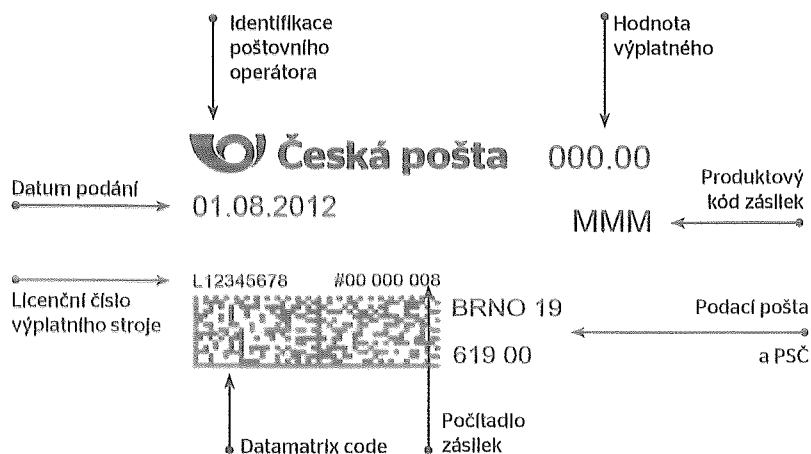 Identifikace
poštovního
operátora
Hodnota
výplatného
Česká pošta
000.00
Datum podání
01.08.2012
Produktový
kód zásilek
MMM
L12345678
#00 000 008
Licenční číslo
výplatního stroje
BRNO 19
619 00
Podací pošta
a PSČ
Datamatrix code
Počítadlo
zásilek